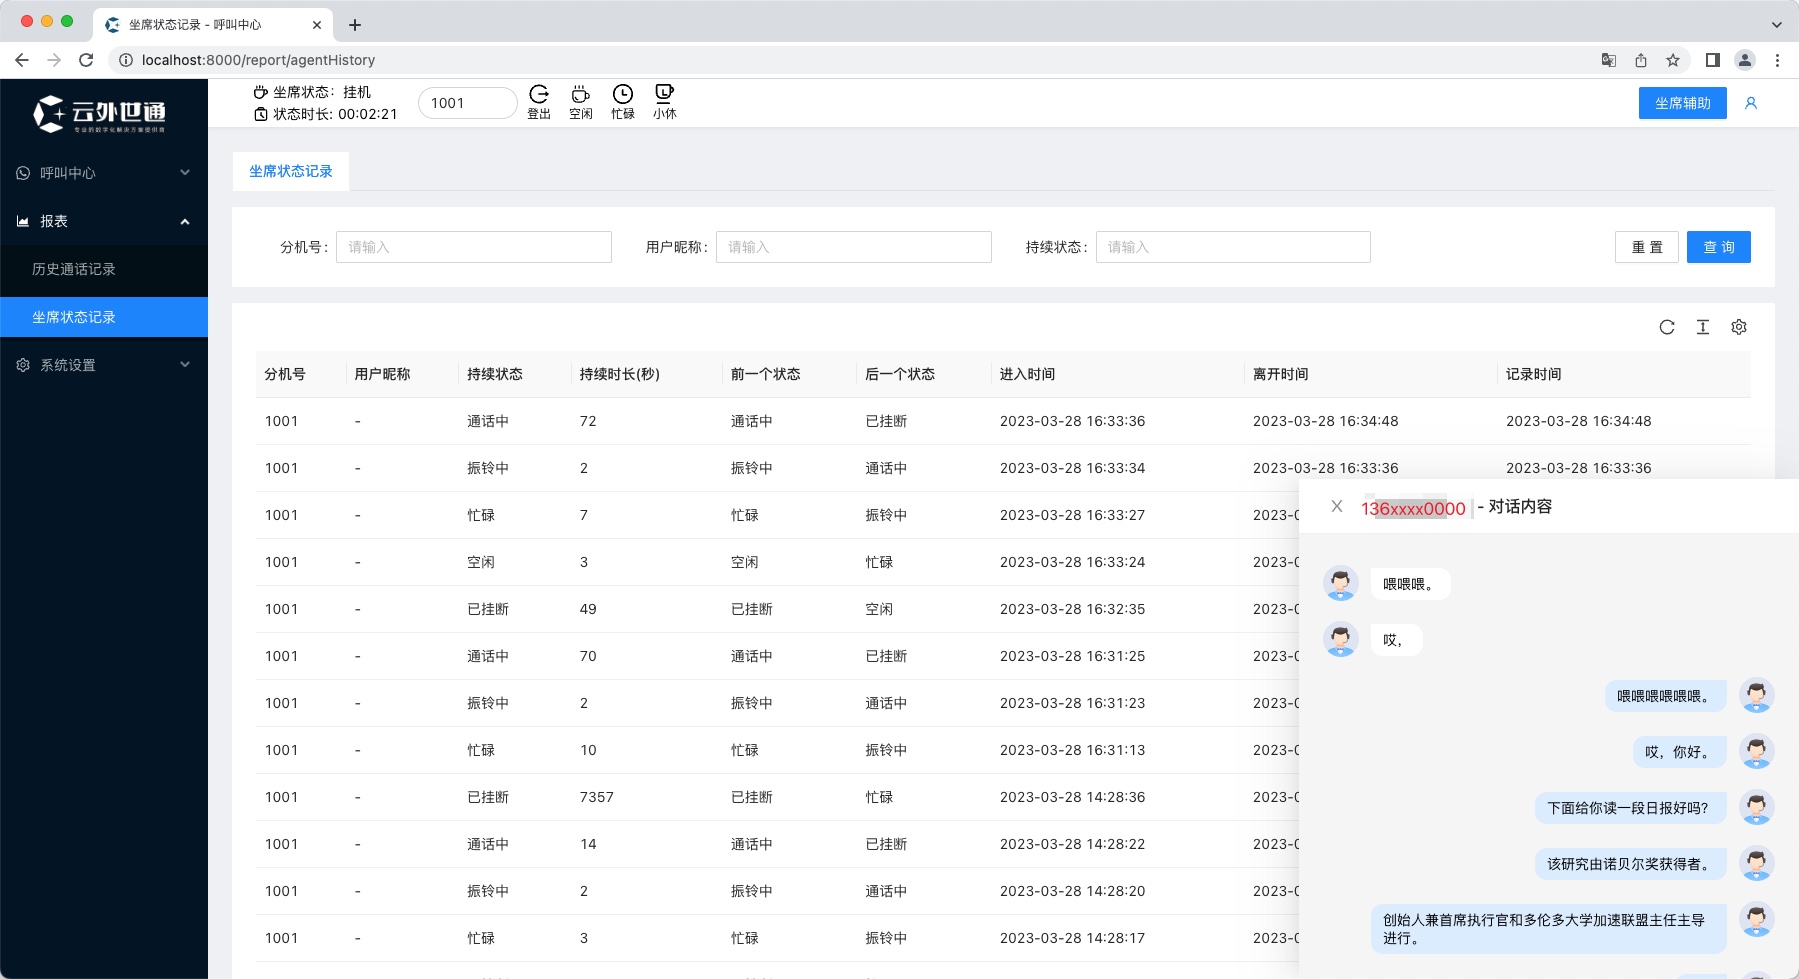 坐席状态记录 - 呼叫中心
localhost:8000/report/agentHistory
云外世通
专业的数字化解决方案提供商
坐席状态: 挂机
状态时长: 00:02:21
1001
登出
空闲
忙碌
小休
坐席辅助
呼叫中心
报表
历史通话记录
坐席状态记录
系统设置
坐席状态记录
分机号: 请输入
用户昵称: 请输入
持续状态: 请输入
重 置
查 询
分机号 用户昵称 持续状态 持续时长(秒) 前一个状态 后一个状态 进入时间 离开时间 记录时间
1001 - 通话中 72 通话中 已挂断 2023-03-28 16:33:36 2023-03-28 16:34:48 2023-03-28 16:34:48
1001 - 振铃中 2 振铃中 通话中 2023-03-28 16:33:34 2023-03-28 16:33:36 2023-03-28 16:33:36
1001 - 忙碌 7 忙碌 振铃中 2023-03-28 16:33:27 2023-0
1001 - 空闲 3 空闲 忙碌 2023-03-28 16:33:24 2023-0
1001 - 已挂断 49 已挂断 空闲 2023-03-28 16:32:35 2023-0
1001 - 通话中 70 通话中 已挂断 2023-03-28 16:31:25 2023-0
1001 - 振铃中 2 振铃中 通话中 2023-03-28 16:31:23 2023-0
1001 - 忙碌 10 忙碌 振铃中 2023-03-28 16:31:13 2023-0
1001 - 已挂断 7357 已挂断 忙碌 2023-03-28 14:28:36 2023-0
1001 - 通话中 14 通话中 已挂断 2023-03-28 14:28:22 2023-0
1001 - 振铃中 2 振铃中 通话中 2023-03-28 14:28:20 2023-0
1001 - 忙碌 3 忙碌 振铃中 2023-03-28 14:28:17 2023-0
136xxxx0000 - 对话内容
喂喂喂。
哎，
喂喂喂喂喂喂。
哎，你好。
下面给你读一段日报好吗?
该研究由诺贝尔奖获得者。
创始人兼首席执行官和多伦多大学加速联盟主任主导
进行。